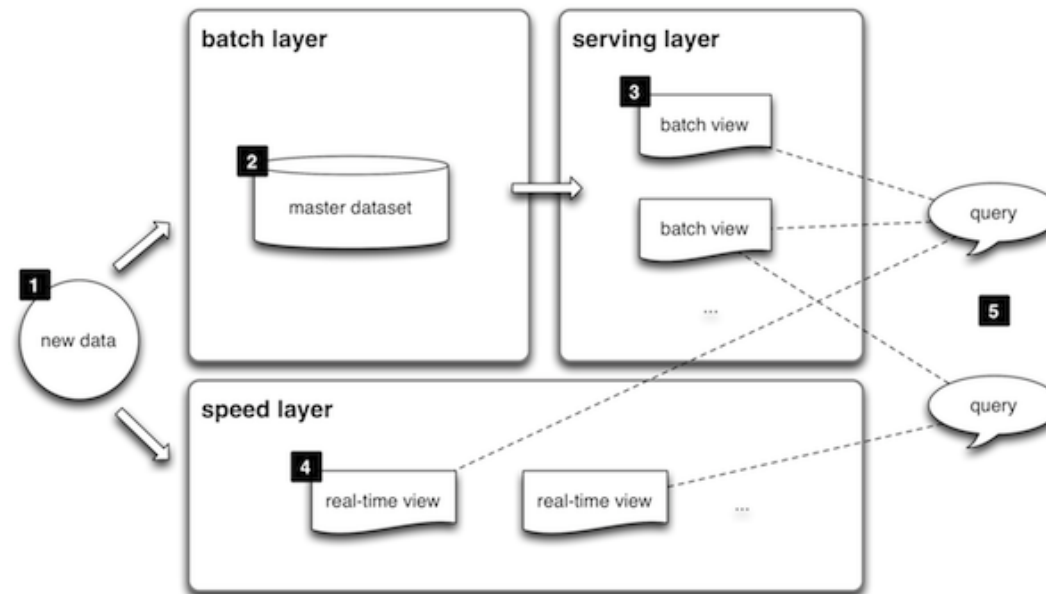 batch layer
serving layer
3
batch view
2
master dataset
batch view
query
1
new data
...
5
speed layer
query
4
real-time view
real-time view
...